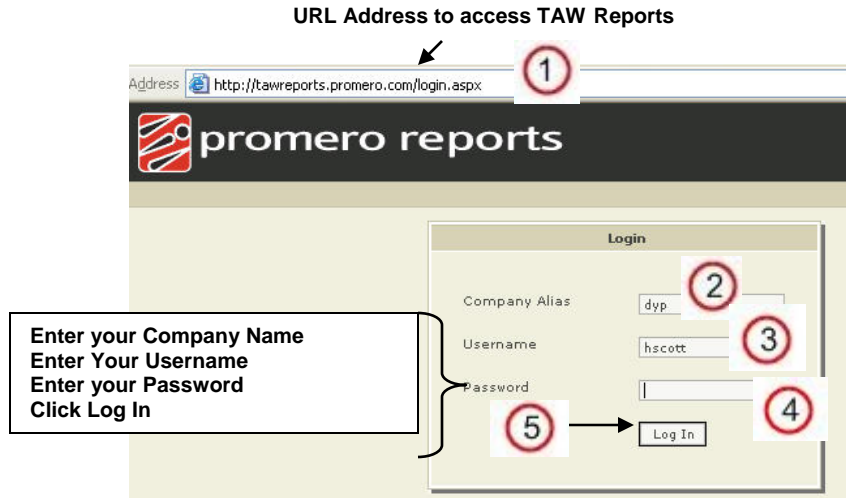 URL Address to access TAW Reports
Address http://tawreports.promero.com/login.aspx
1
promero reports
Login
Company Alias dyp
2
Username hscott
3
Password
4
5
Log In
Enter your Company Name
Enter Your Username
Enter your Password
Click Log In